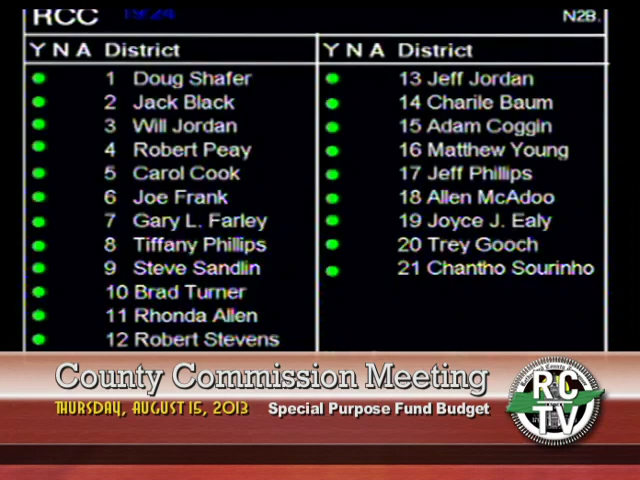 RCC 19:24 N2B.
Y N A District
1 Doug Shafer
2 Jack Black
3 Will Jordan
4 Robert Peay
5 Carol Cook
6 Joe Frank
7 Gary L. Farley
8 Tiffany Phillips
9 Steve Sandlin
10 Brad Turner
11 Rhonda Allen
12 Robert Stevens
Y N A District
13 Jeff Jordan
14 Charile Baum
15 Adam Coggin
16 Matthew Young
17 Jeff Phillips
18 Allen McAdoo
19 Joyce J. Ealy
20 Trey Gooch
21 Chantho Sourinho
County Commission Meeting
THURSDAY, AUGUST 15, 2013 Special Purpose Fund Budget
RC
TV